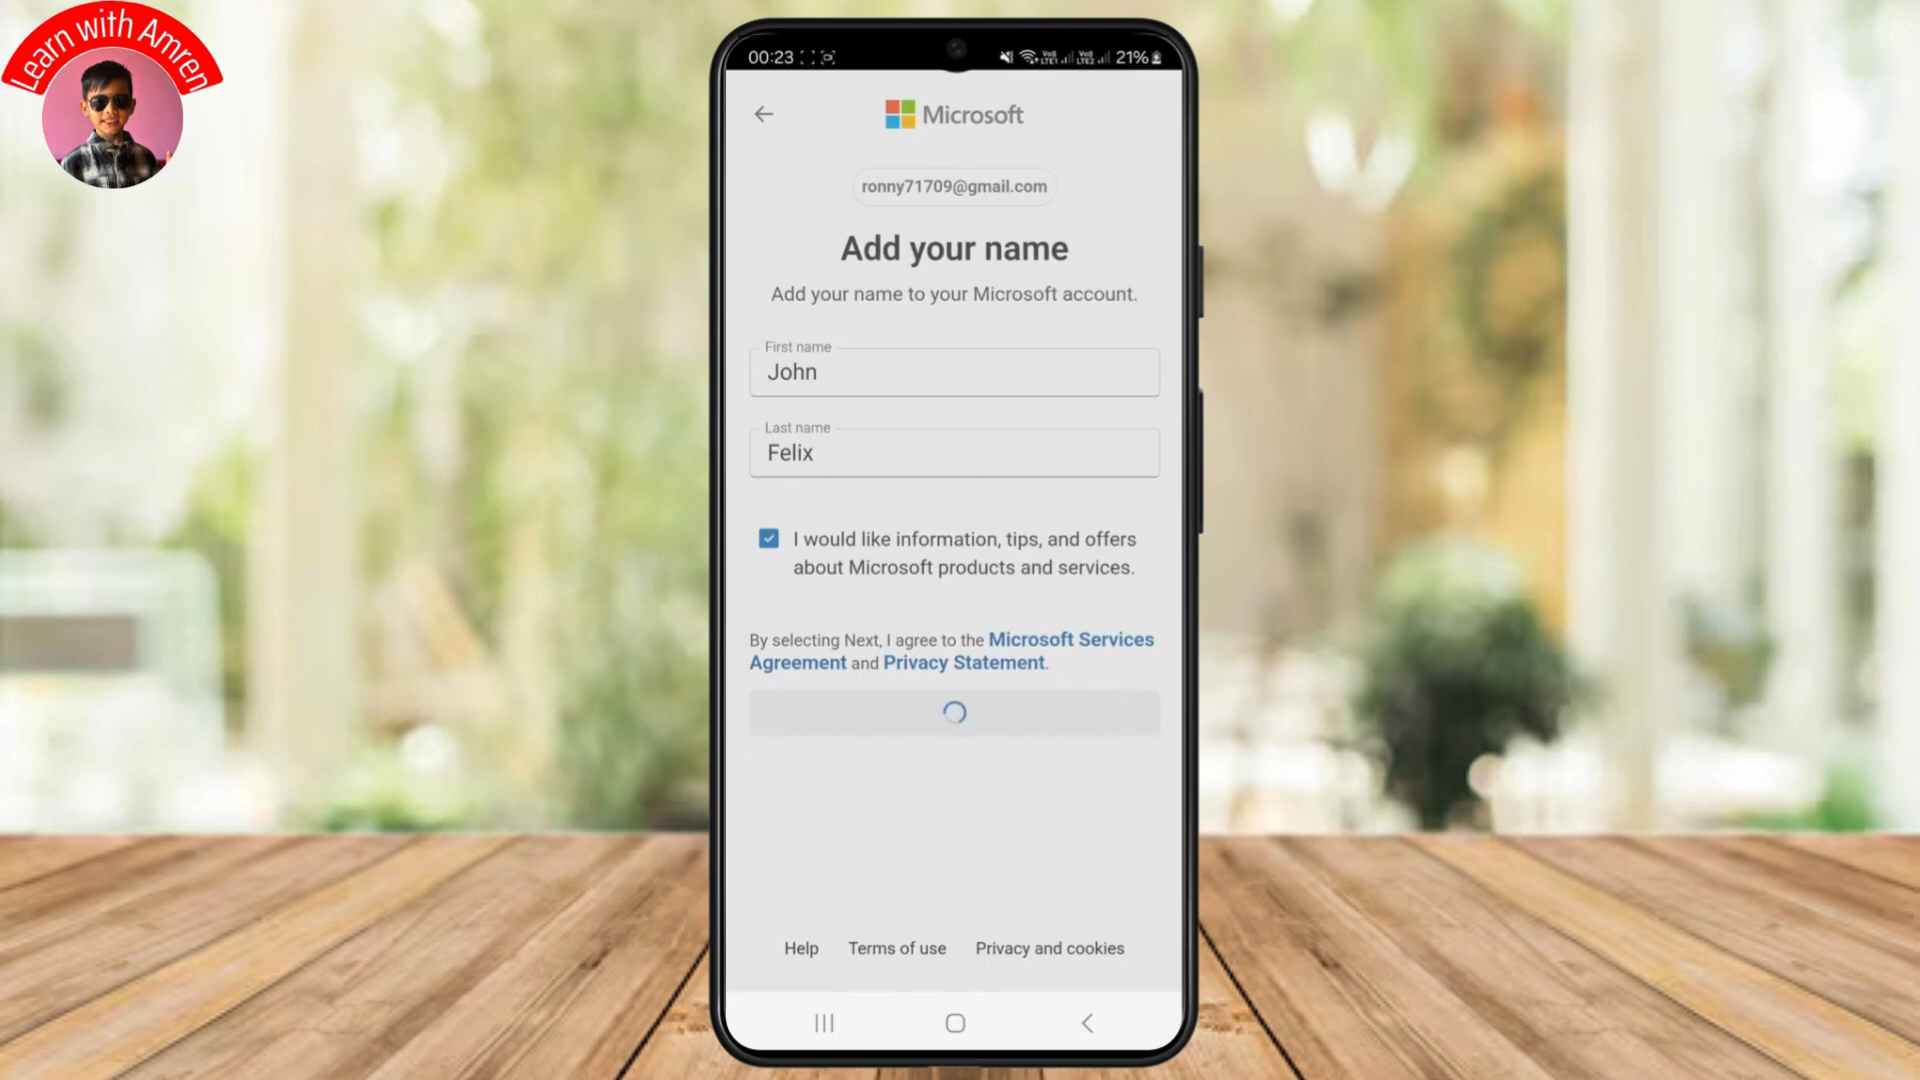 Learn with Amren
00:23
21%
Microsoft
ronny71709@gmail.com
Add your name
Add your name to your Microsoft account.
First name
John
Last name
Felix
I would like information, tips, and offers
about Microsoft products and services.
By selecting Next, I agree to the Microsoft Services
Agreement and Privacy Statement.
Help Terms of use Privacy and cookies